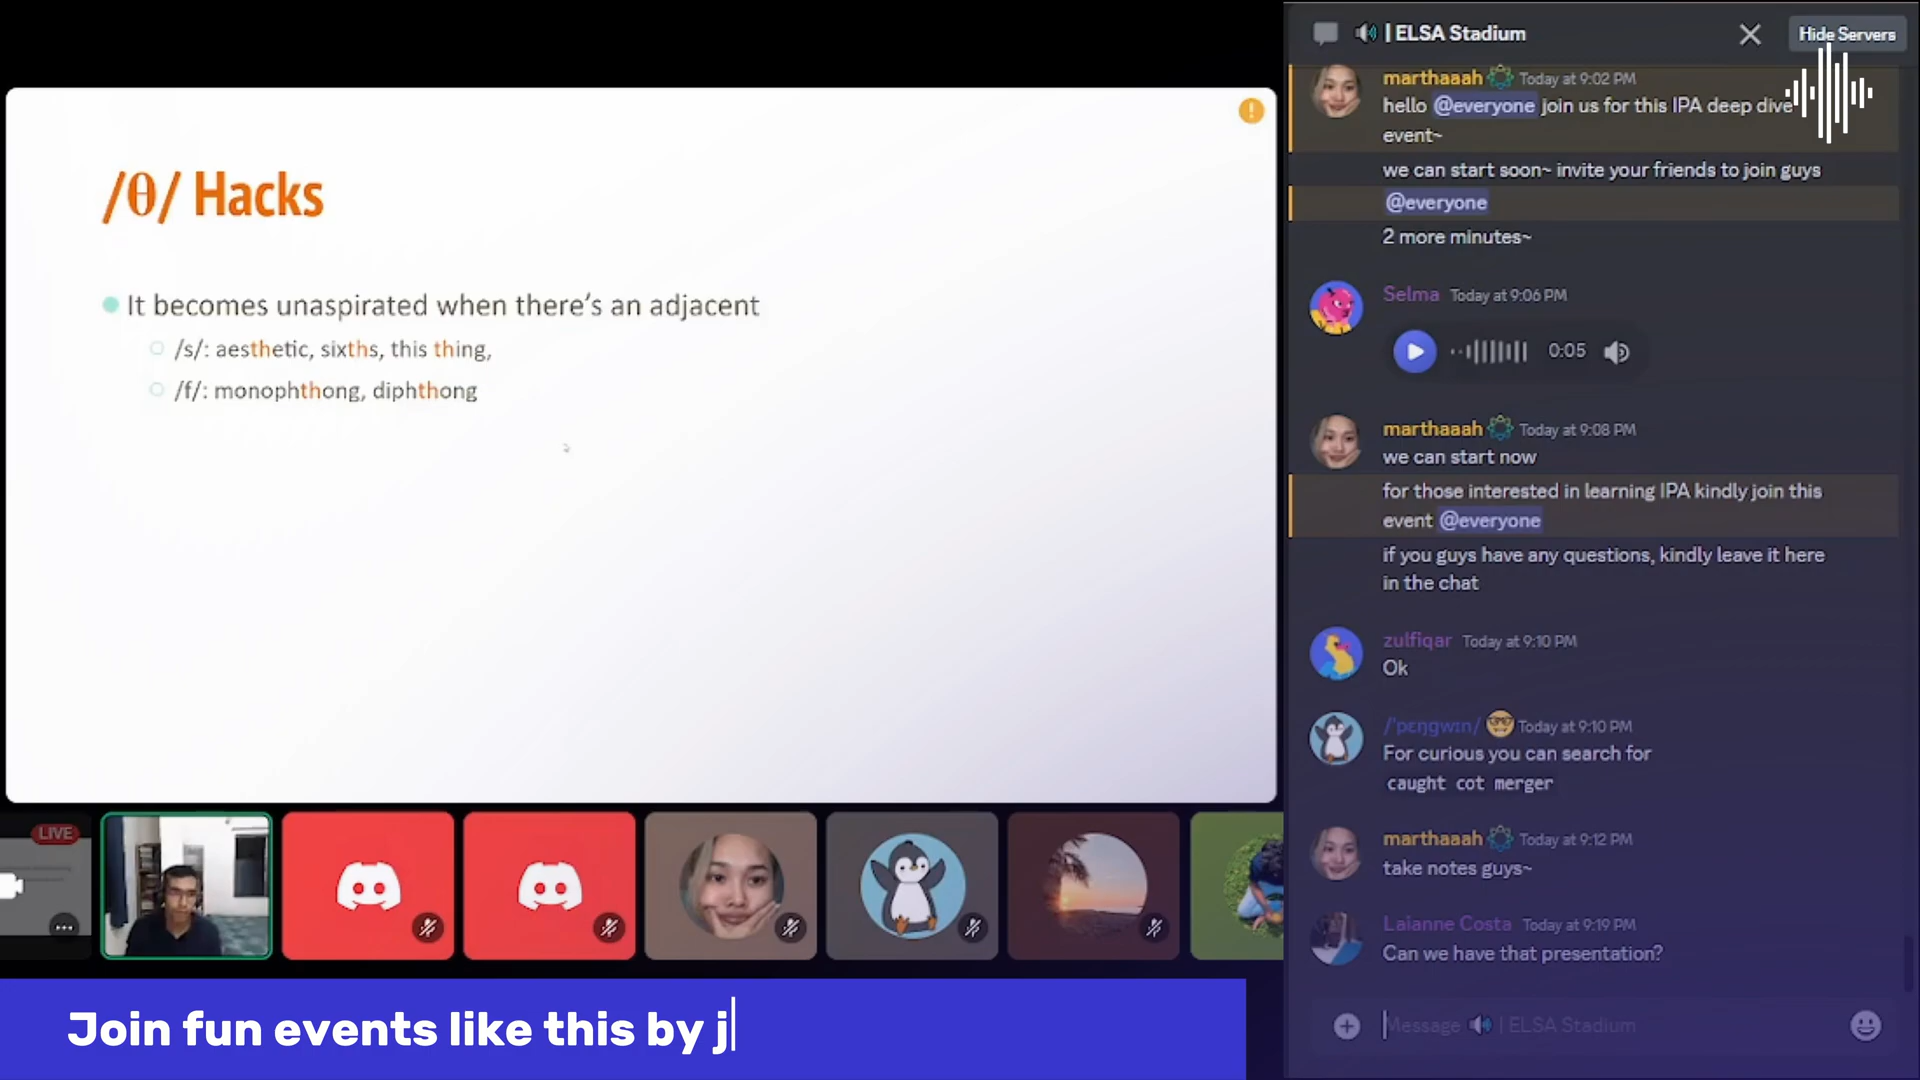 /θ/ Hacks
It becomes unaspirated when there's an adjacent
/s/: aesthetic, sixths, this thing,
/f/: monophthong, diphthong
LIVE
Join fun events like this by j
| ELSA Stadium
Hide Servers
marthaaah Today at 9:02 PM
hello @everyone join us for this IPA deep dive
event~
we can start soon~ invite your friends to join guys
@everyone
2 more minutes~
Selma Today at 9:06 PM
0:05
marthaaah Today at 9:08 PM
we can start now
for those interested in learning IPA kindly join this
event @everyone
if you guys have any questions, kindly leave it here
in the chat
zulfiqar Today at 9:10 PM
Ok
/'pɛŋgwɪn/ Today at 9:10 PM
For curious you can search for
caught cot merger
marthaaah Today at 9:12 PM
take notes guys~
Laianne Costa Today at 9:19 PM
Can we have that presentation?
Message | ELSA Stadium